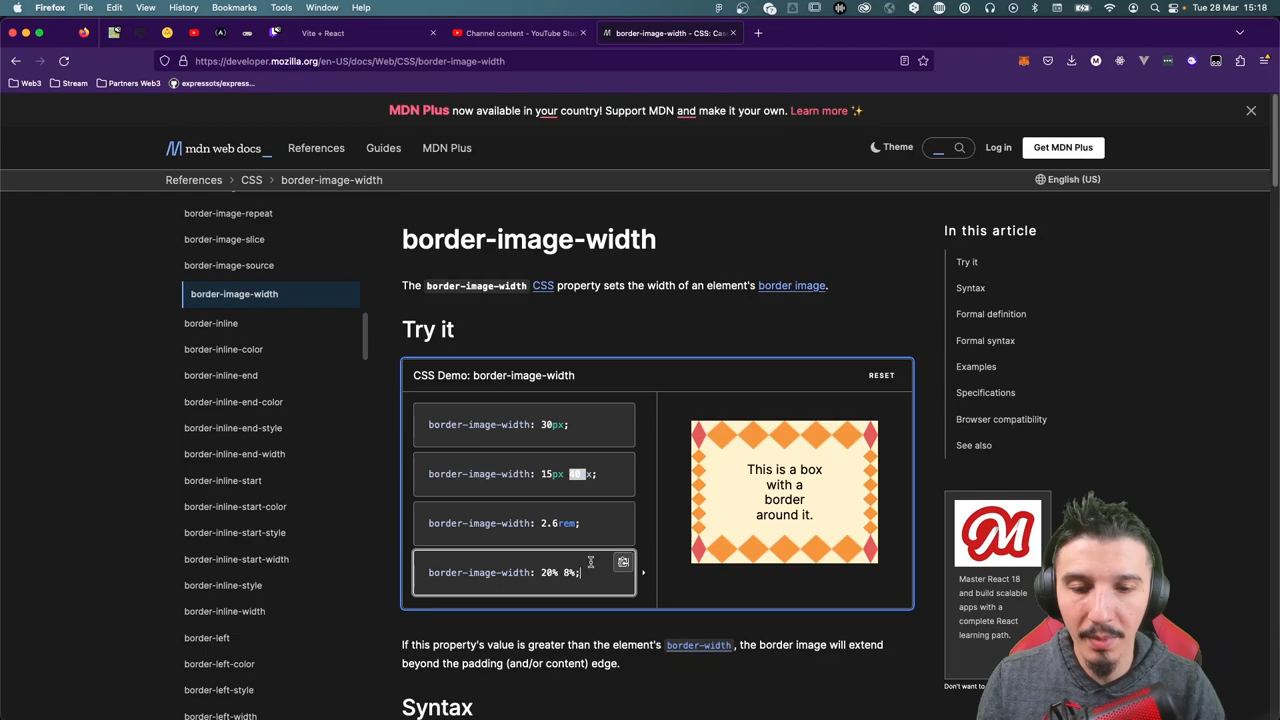 Firefox File Edit View History Bookmarks Tools Window Help Tue 28 Mar 15:18
Vite + React
Channel content - YouTube Stu
border-image-width - CSS: Cas
https://developer.mozilla.org/en-US/docs/Web/CSS/border-image-width
Web3 Stream Partners Web3 expressots/express...
MDN Plus now available in your country! Support MDN and make it your own. Learn more ✨
mdn web docs_ References Guides MDN Plus Theme Log in Get MDN Plus
References > CSS > border-image-width English (US)
border-image-repeat
border-image-slice
border-image-source
border-image-width
border-inline
border-inline-color
border-inline-end
border-inline-end-color
border-inline-end-style
border-inline-end-width
border-inline-start
border-inline-start-color
border-inline-start-style
border-inline-start-width
border-inline-style
border-inline-width
border-left
border-left-color
border-left-style
border-left-width
border-image-width
The border-image-width CSS property sets the width of an element's border image.
Try it
CSS Demo: border-image-width RESET
border-image-width: 30px;
border-image-width: 15px 40px;
border-image-width: 2.6rem;
border-image-width: 20% 8%;
This is a box
with a
border
around it.
If this property's value is greater than the element's border-width, the border image will extend
beyond the padding (and/or content) edge.
Syntax
In this article
Try it
Syntax
Formal definition
Formal syntax
Examples
Specifications
Browser compatibility
See also
Master React 18
and build scalable
apps with a
complete React
learning path.
Don't want to